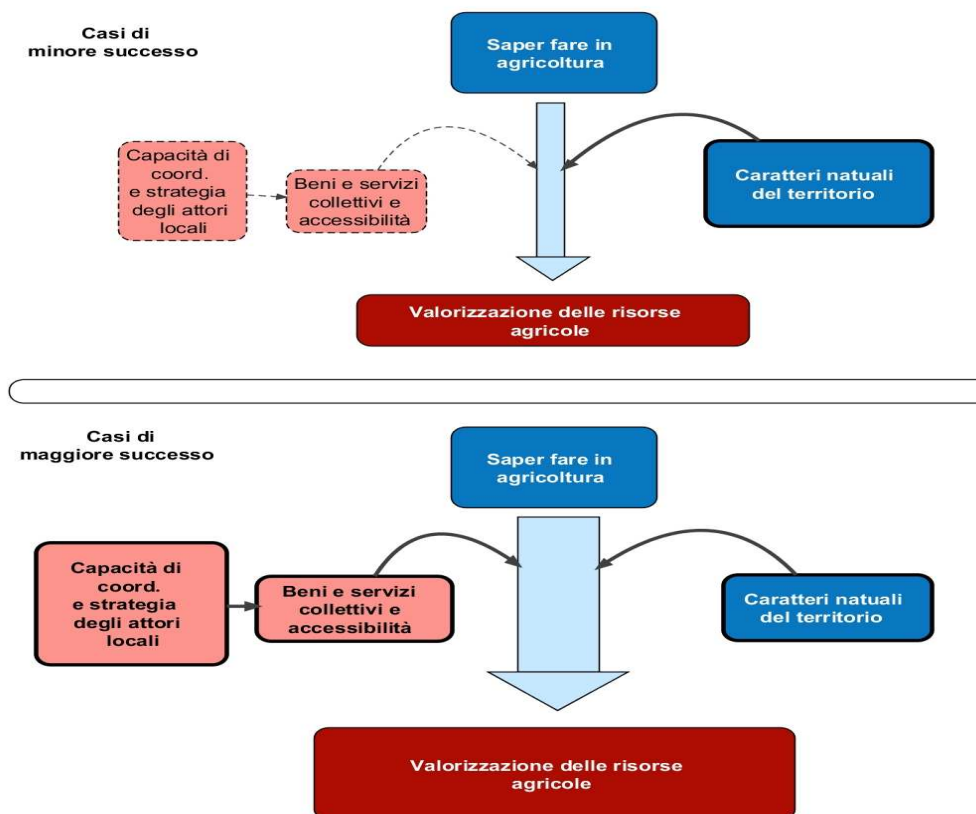 Casi di
minore successo
Saper fare in
agricoltura
Capacità di
coord.
e strategia
degli attori
locali
Beni e servizi
collettivi e
accessibilità
Caratteri natuali
del territorio
Valorizzazione delle risorse
agricole
Casi di
maggiore successo
Saper fare in
agricoltura
Capacità di
coord.
e strategia
degli attori
locali
Beni e servizi
collettivi e
accessibilità
Caratteri natuali
del territorio
Valorizzazione delle risorse
agricole